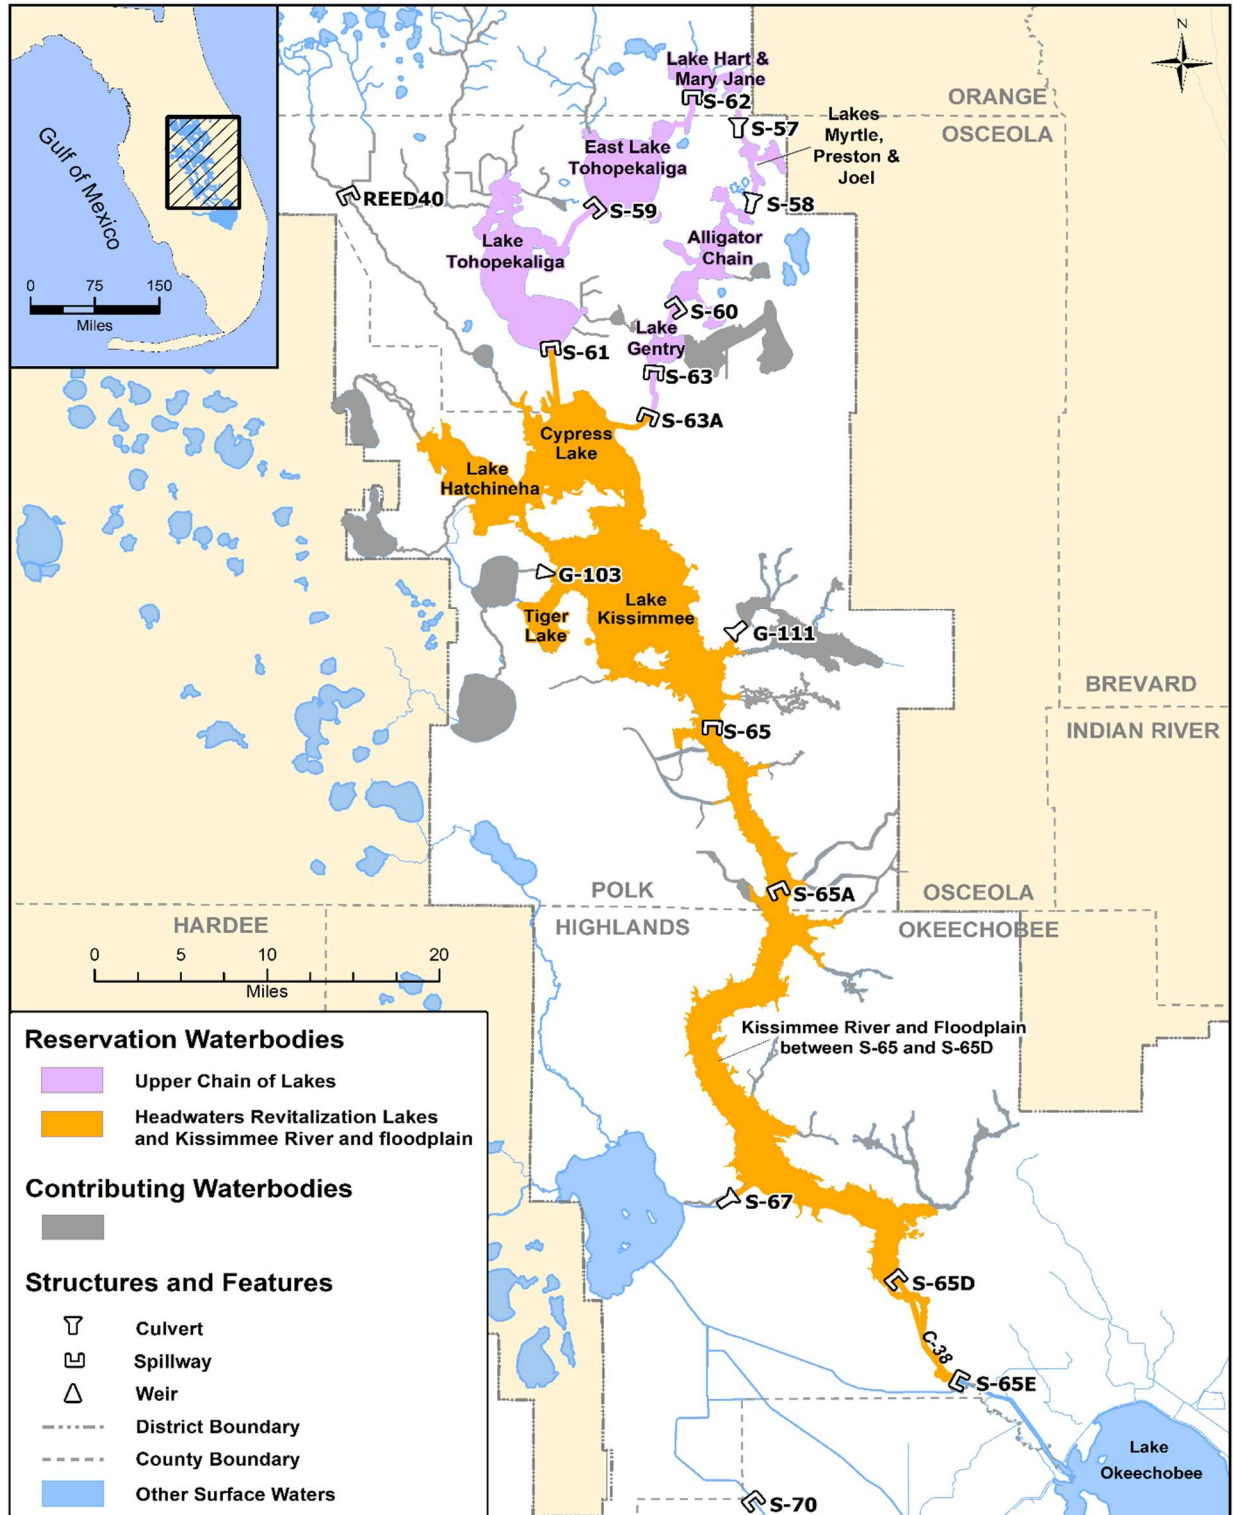 N
Gulf of Mexico
0 75 150
Miles
Lake Hart &
Mary Jane
S-62
ORANGE
OSCEOLA
S-57
Lakes
Myrtle,
Preston &
Joel
East Lake
Tohopekaliga
REED40
S-59
S-58
Lake
Tohopekaliga
Alligator
Chain
S-60
Lake
Gentry
S-61
S-63
S-63A
Cypress
Lake
Lake
Hatchineha
G-103
Lake
Kissimmee
Tiger
Lake
G-111
BREVARD
INDIAN RIVER
S-65
S-65A
POLK
OSCEOLA
HARDEE
HIGHLANDS
OKEECHOBEE
0 5 10 20
Miles
Kissimmee River and Floodplain
between S-65 and S-65D
S-67
S-65D
C-38
S-65E
Lake
Okeechobee
S-70
Reservation Waterbodies
Upper Chain of Lakes
Headwaters Revitalization Lakes
and Kissimmee River and floodplain
Contributing Waterbodies
Structures and Features
Culvert
Spillway
Weir
District Boundary
County Boundary
Other Surface Waters